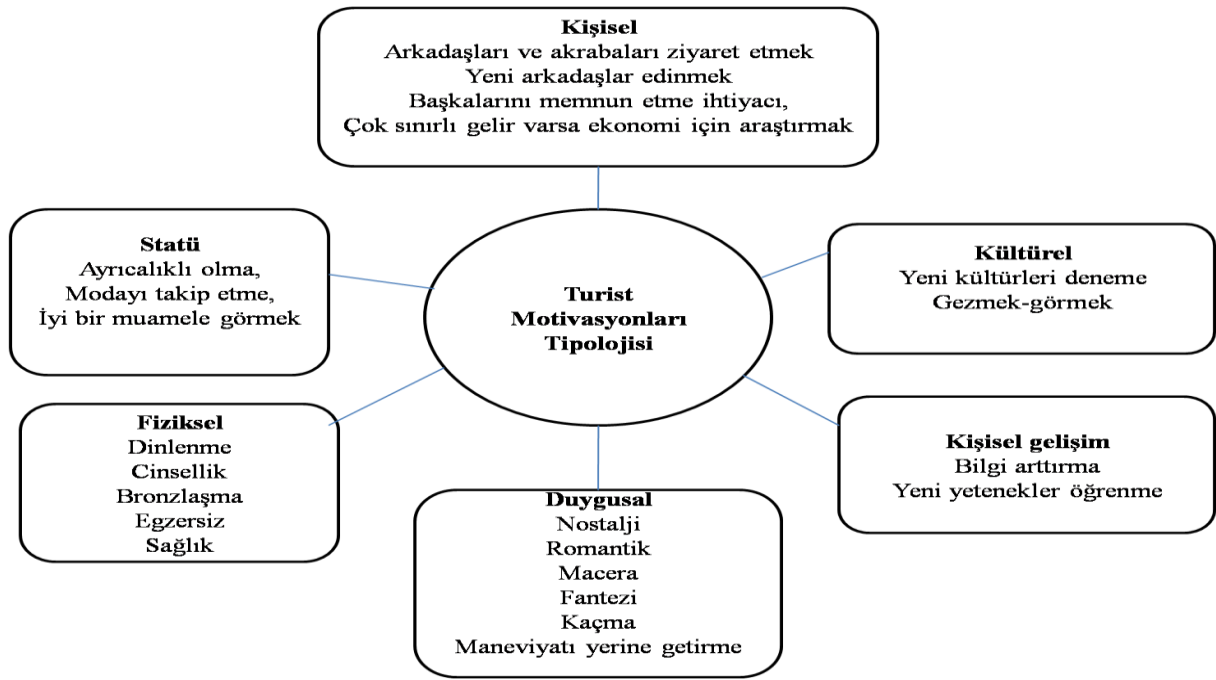 Kişisel
Arkadaşları ve akrabaları ziyaret etmek
Yeni arkadaşlar edinmek
Başkalarını memnun etme ihtiyacı,
Çok sınırlı gelir varsa ekonomi için araştırmak
Statü
Ayrıcalıklı olma,
Modayı takip etme,
İyi bir muamele görmek
Turist
Motivasyonları
Tipolojisi
Kültürel
Yeni kültürleri deneme
Gezmek-görmek
Fiziksel
Dinlenme
Cinsellik
Bronzlaşma
Egzersiz
Sağlık
Duygusal
Nostalji
Romantik
Macera
Fantezi
Kaçma
Maneviyatı yerine getirme
Kişisel gelişim
Bilgi arttırma
Yeni yetenekler öğrenme